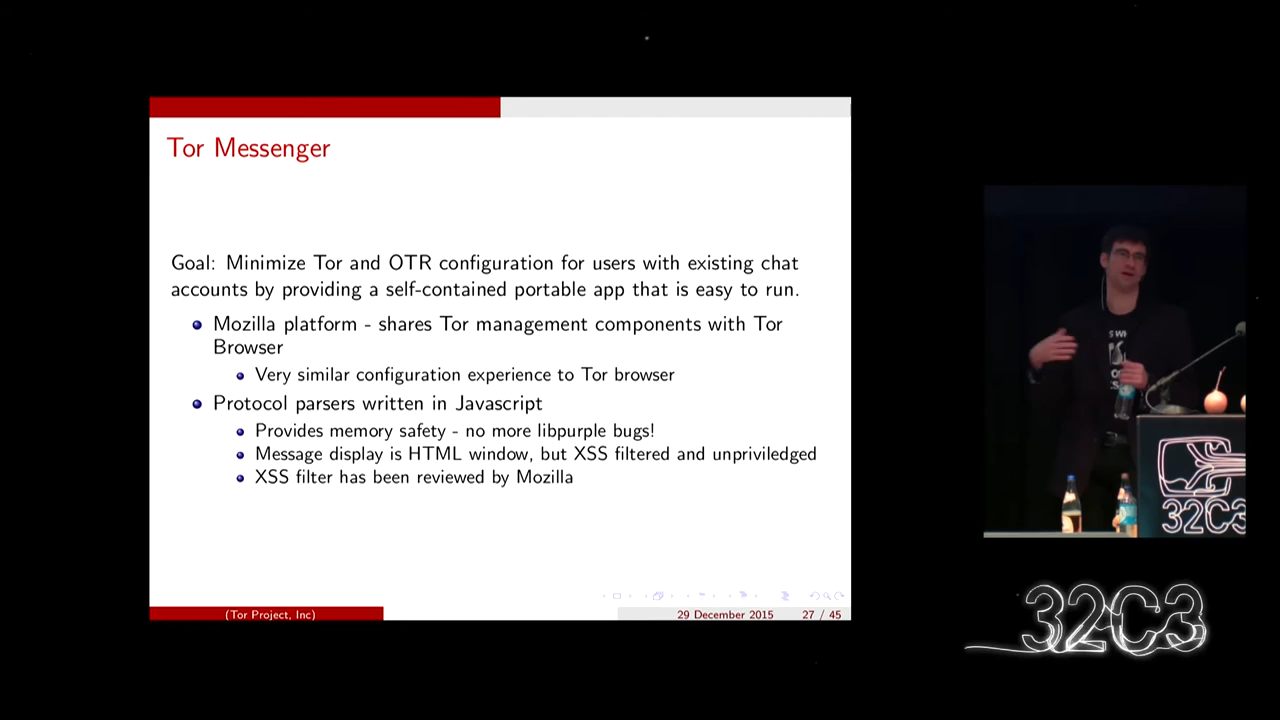 Tor Messenger
Goal: Minimize Tor and OTR configuration for users with existing chat
accounts by providing a self-contained portable app that is easy to run.
Mozilla platform - shares Tor management components with Tor
Browser
Very similar configuration experience to Tor browser
Protocol parsers written in Javascript
Provides memory safety - no more libpurple bugs!
Message display is HTML window, but XSS filtered and unpriviledged
XSS filter has been reviewed by Mozilla
(Tor Project, Inc)
29 December 2015
27 / 45
32C3
32C3